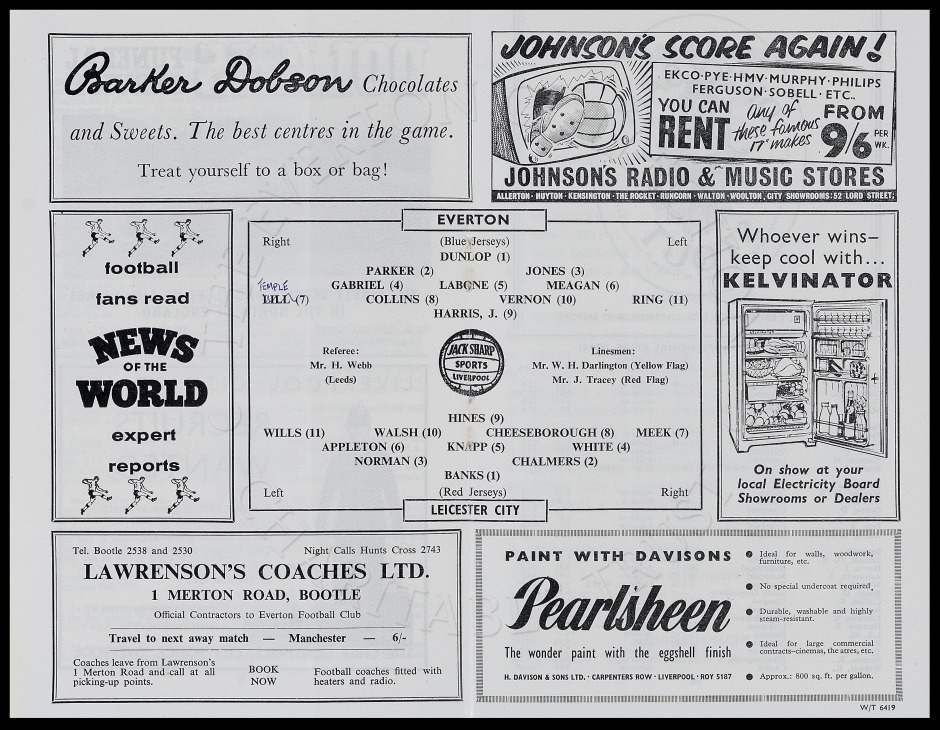 Barker Dobson Chocolates
and Sweets. The best centres in the game.
Treat yourself to a box or bag!
JOHNSON'S SCORE AGAIN!
EKCO·PYE·HMV·MURPHY·PHILIPS
FERGUSON·SOBELL·ETC..
YOU CAN RENT
any of these famous 17" makes
FROM 9/6 PER WK.
JOHNSON'S RADIO & MUSIC STORES
ALLERTON · HUYTON · KENSINGTON · THE ROCKET · RUNCORN · WALTON · WOOLTON, CITY SHOWROOMS: 52 LORD STREET;
football
fans read
NEWS
OF THE
WORLD
expert
reports
EVERTON
Right (Blue Jerseys) Left
DUNLOP (1)
PARKER (2) JONES (3)
GABRIEL (4) LABONE (5) MEAGAN (6)
TEMPLE
BILL (7) COLLINS (8) VERNON (10) RING (11)
HARRIS, J. (9)
Referee:
Mr. H. Webb
(Leeds)
JACK SHARP
SPORTS
LIVERPOOL
Linesmen:
Mr. W. H. Darlington (Yellow Flag)
Mr. J. Tracey (Red Flag)
HINES (9)
WILLS (11) WALSH (10) CHEESEBOROUGH (8) MEEK (7)
APPLETON (6) KNAPP (5) WHITE (4)
NORMAN (3) CHALMERS (2)
BANKS (1)
Left (Red Jerseys) Right
LEICESTER CITY
Whoever wins–
keep cool with...
KELVINATOR
KELVINATOR
On show at your
local Electricity Board
Showrooms or Dealers
Tel. Bootle 2538 and 2530 Night Calls Hunts Cross 2743
LAWRENSON'S COACHES LTD.
1 MERTON ROAD, BOOTLE
Official Contractors to Everton Football Club
Travel to next away match — Manchester — 6/-
Coaches leave from Lawrenson's
1 Merton Road and call at all
picking-up points.
BOOK
NOW
Football coaches fitted with
heaters and radio.
PAINT WITH DAVISONS
Pearlsheen
The wonder paint with the eggshell finish
H. DAVISON & SONS LTD. · CARPENTERS ROW · LIVERPOOL · ROY 5187
Ideal for walls, woodwork,
furniture, etc.
No special undercoat required.
Durable, washable and highly
steam-resistant.
Ideal for large commercial
contracts–cinemas, the atres, etc.
Approx.: 800 sq. ft. per gallon.
W/T 6419